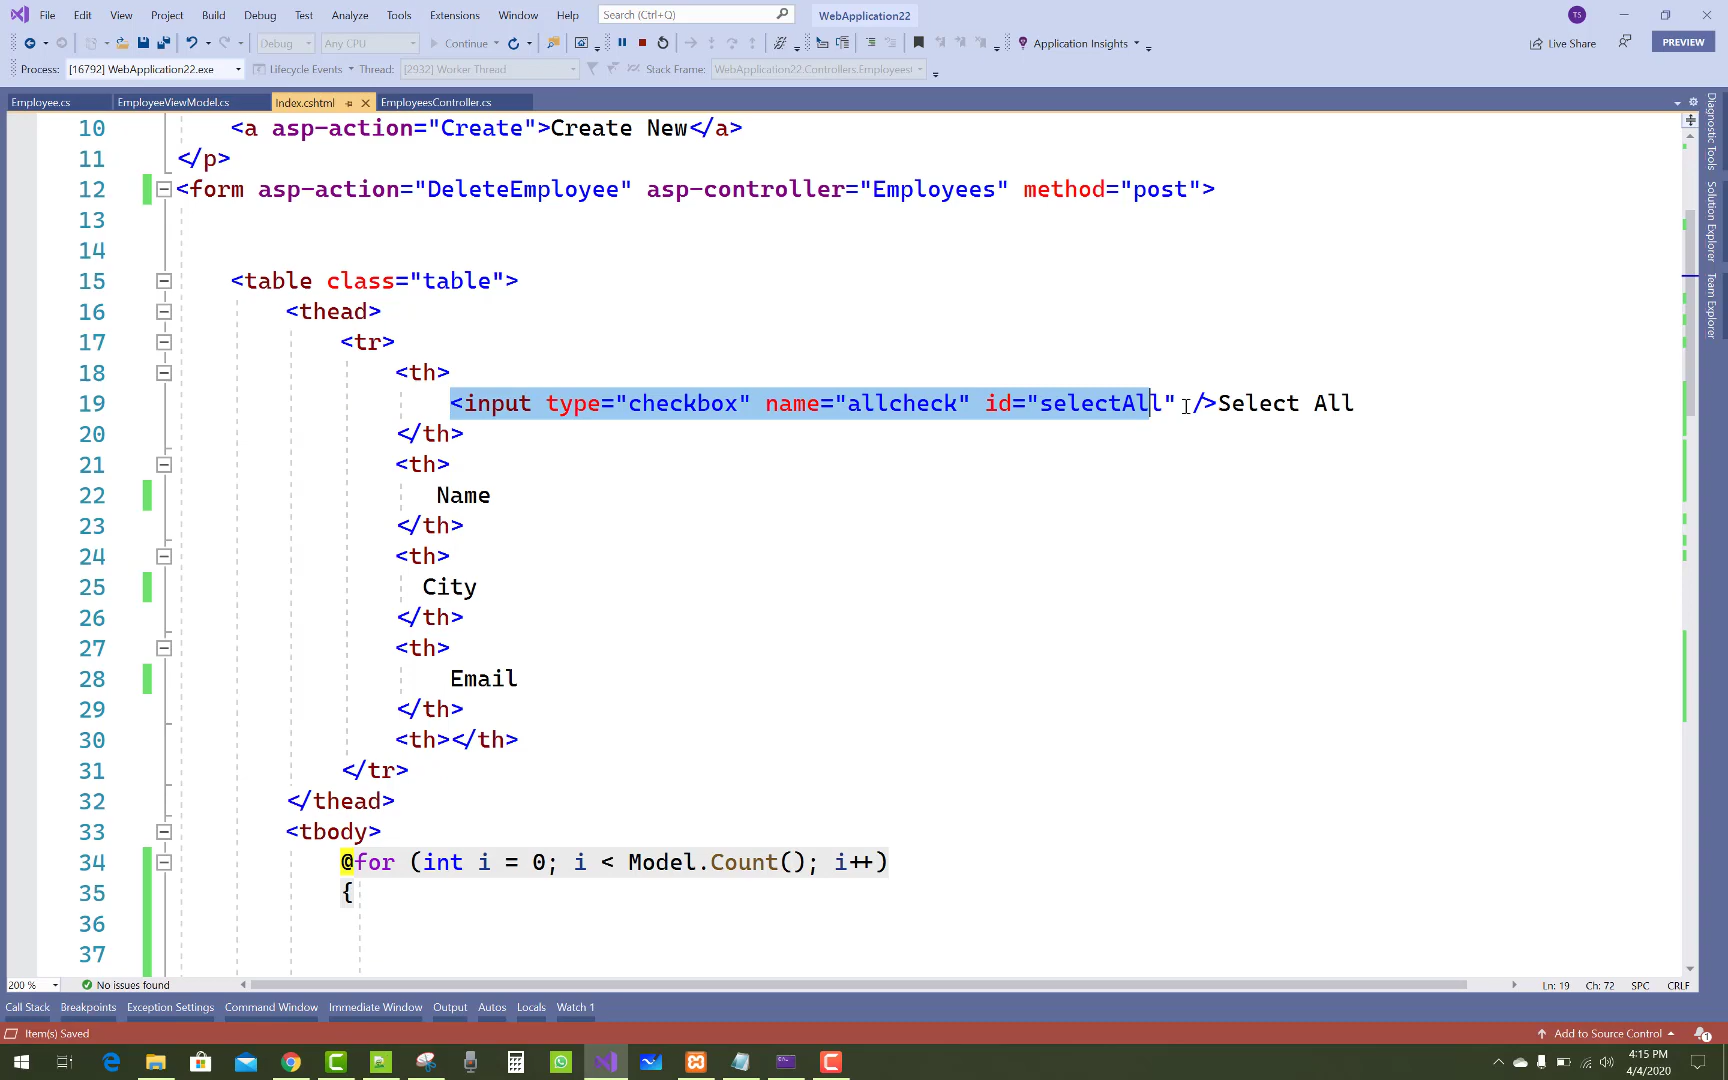 File Edit View Project Build Debug Test Analyze Tools Extensions Window Help Search (Ctrl+Q) WebApplication22 TS
Debug Any CPU Continue Application Insights Live Share PREVIEW
Process: [16792] WebApplication22.exe Lifecycle Events Thread: [2932] Worker Thread Stack Frame: WebApplication22.Controllers.Employees
Employee.cs EmployeeViewModel.cs Index.cshtml EmployeesController.cs
10 <a asp-action="Create">Create New</a>
11 </p>
12 <form asp-action="DeleteEmployee" asp-controller="Employees" method="post">
13
14
15 <table class="table">
16 <thead>
17 <tr>
18 <th>
19 <input type="checkbox" name="allcheck" id="selectAll" />Select All
20 </th>
21 <th>
22 Name
23 </th>
24 <th>
25 City
26 </th>
27 <th>
28 Email
29 </th>
30 <th></th>
31 </tr>
32 </thead>
33 <tbody>
34 @for (int i = 0; i < Model.Count(); i++)
35 {
36
37
Diagnostic Tools
Solution Explorer
Team Explorer
200 % No issues found Ln: 19 Ch: 72 SPC CRLF
Call Stack Breakpoints Exception Settings Command Window Immediate Window Output Autos Locals Watch 1
Item(s) Saved Add to Source Control 1
4:15 PM
4/4/2020